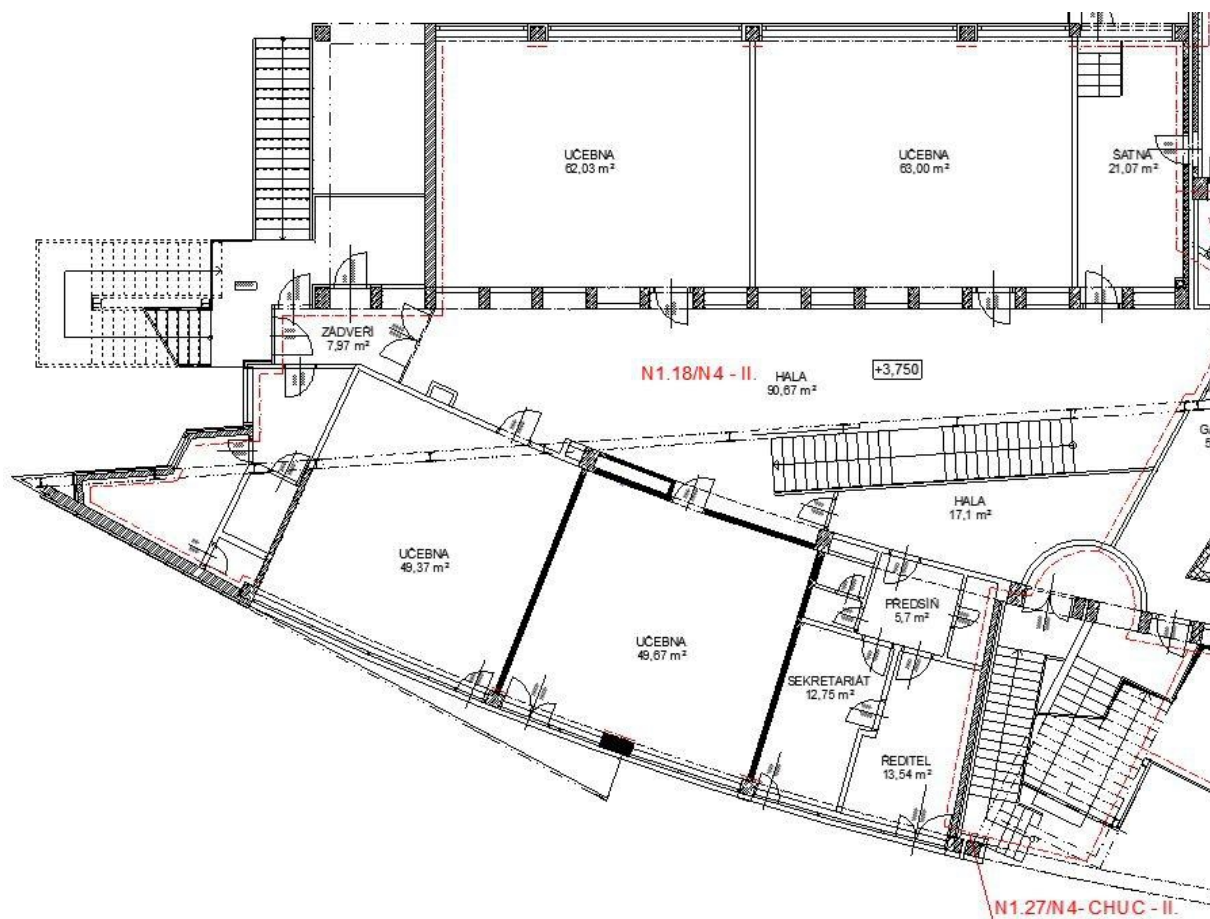 UČEBNA
62,03 m²
UČEBNA
63,00 m²
ŠATNA
21,07 m²
ZÁDVEŘÍ
7,97 m²
N1.18/N4 - II.
HALA
90,67 m²
+3,750
HALA
17,1 m²
UČEBNA
49,37 m²
UČEBNA
49,67 m²
PŘEDSÍŇ
5,7 m²
SEKRETARIÁT
12,75 m²
ŘEDITEL
13,54 m²
N1.27/N4- CHUC - II.